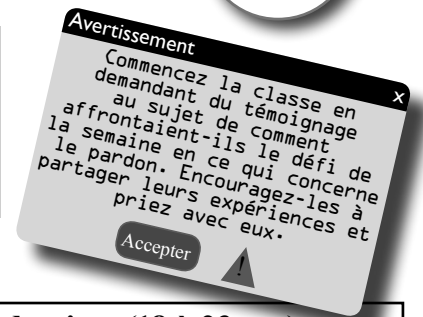 Avertissement
x
Commencez la classe en
demandant du témoignage
au sujet de comment
affrontaient-ils le défi de
la semaine en ce qui concerne
le pardon. Encouragez-les à
partager leurs expériences et
priez avec eux.
Accepter
!